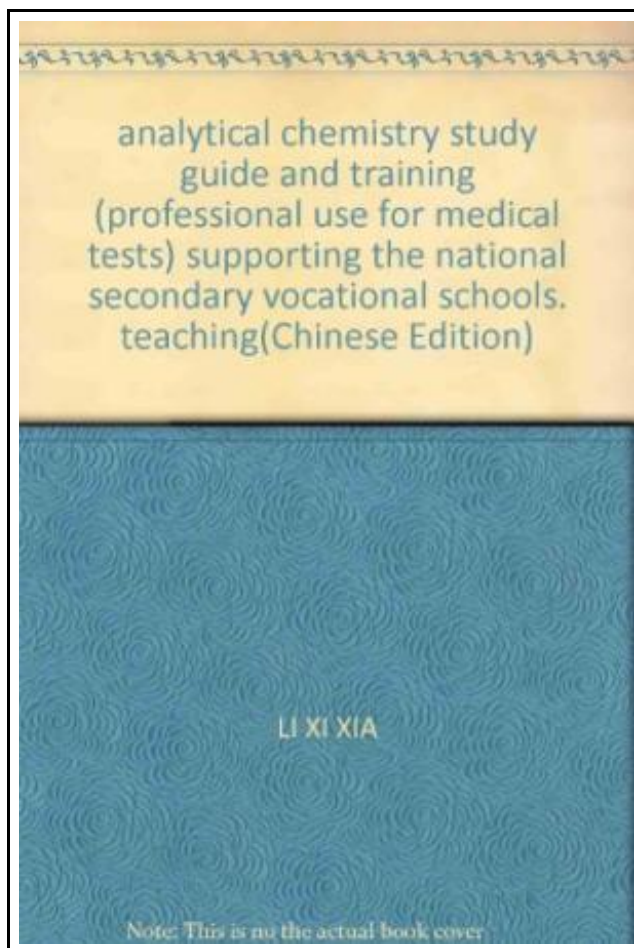 analytical chemistry study
guide and training
(professional use for medical
tests) supporting the national
secondary vocational schools.
teaching(Chinese Edition)
LI XI XIA
Note: This is no the actual book cover